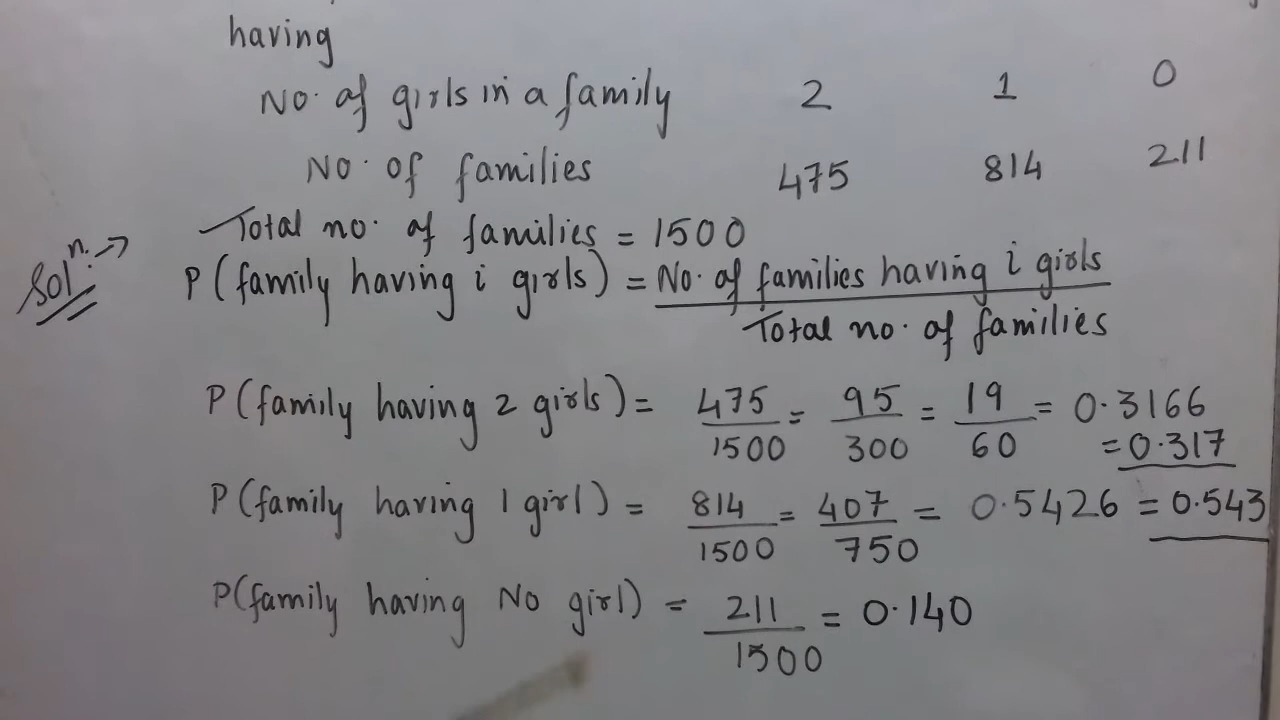 having
No. of girls in a family 2 1 0
No. of families 475 814 211
Solⁿ. → Total no. of families = 1500
P(family having i girls) = No. of families having i girls / Total no. of families
P(family having 2 girls) = 475/1500 = 95/300 = 19/60 = 0.3166
= 0.317
P(family having 1 girl) = 814/1500 = 407/750 = 0.5426 = 0.543
P(family having No girl) = 211/1500 = 0.140